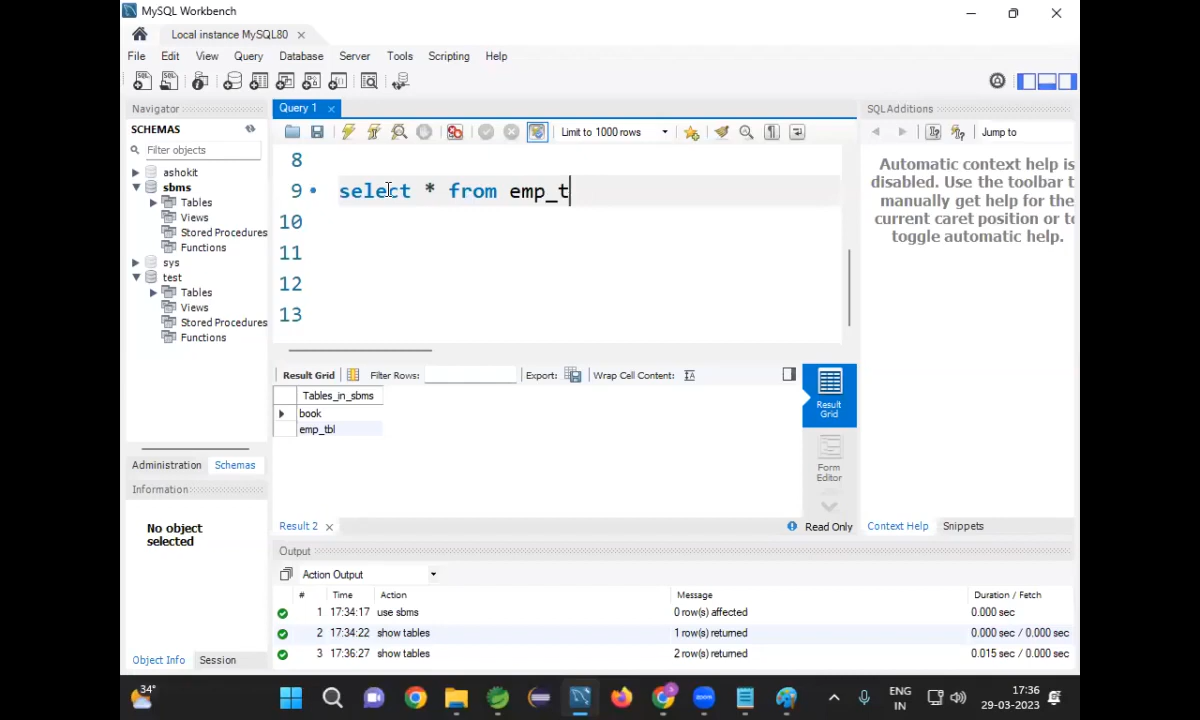 MySQL Workbench
Local instance MySQL80
File Edit View Query Database Server Tools Scripting Help
Navigator
SCHEMAS
Filter objects
ashokit
sbms
Tables
Views
Stored Procedures
Functions
sys
test
Tables
Views
Stored Procedures
Functions
Administration Schemas
Information
No object
selected
Object Info Session
Query 1
Limit to 1000 rows
8
9 select * from emp_t
10
11
12
13
Result Grid Filter Rows: Export: Wrap Cell Content:
Tables_in_sbms
book
emp_tbl
Result
Grid
Form
Editor
Result 2 Read Only
SQL Additions
Jump to
Automatic context help is
disabled. Use the toolbar t
manually get help for the
current caret position or to
toggle automatic help.
Context Help Snippets
Output
Action Output
# Time Action Message Duration / Fetch
1 17:34:17 use sbms 0 row(s) affected 0.000 sec
2 17:34:22 show tables 1 row(s) returned 0.000 sec / 0.000 sec
3 17:36:27 show tables 2 row(s) returned 0.015 sec / 0.000 sec
34°
ENG
IN
17:36
29-03-2023